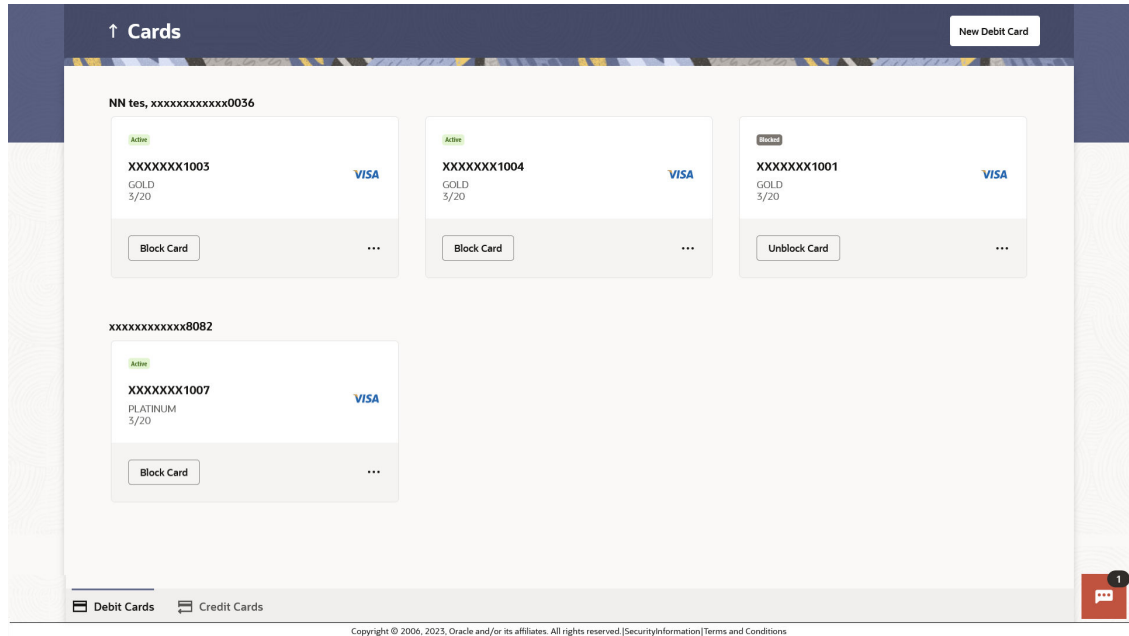 ↑ Cards
New Debit Card
NN tes, xxxxxxxxxxxx0036
Active
XXXXXXX1003
VISA
GOLD
3/20
Block Card
Active
XXXXXXX1004
VISA
GOLD
3/20
Block Card
Blocked
XXXXXXX1001
VISA
GOLD
3/20
Unblock Card
xxxxxxxxxxxx8082
Active
XXXXXXX1007
VISA
PLATINUM
3/20
Block Card
1
Debit Cards
Credit Cards
Copyright © 2006, 2023, Oracle and/or its affiliates. All rights reserved.|SecurityInformation|Terms and Conditions